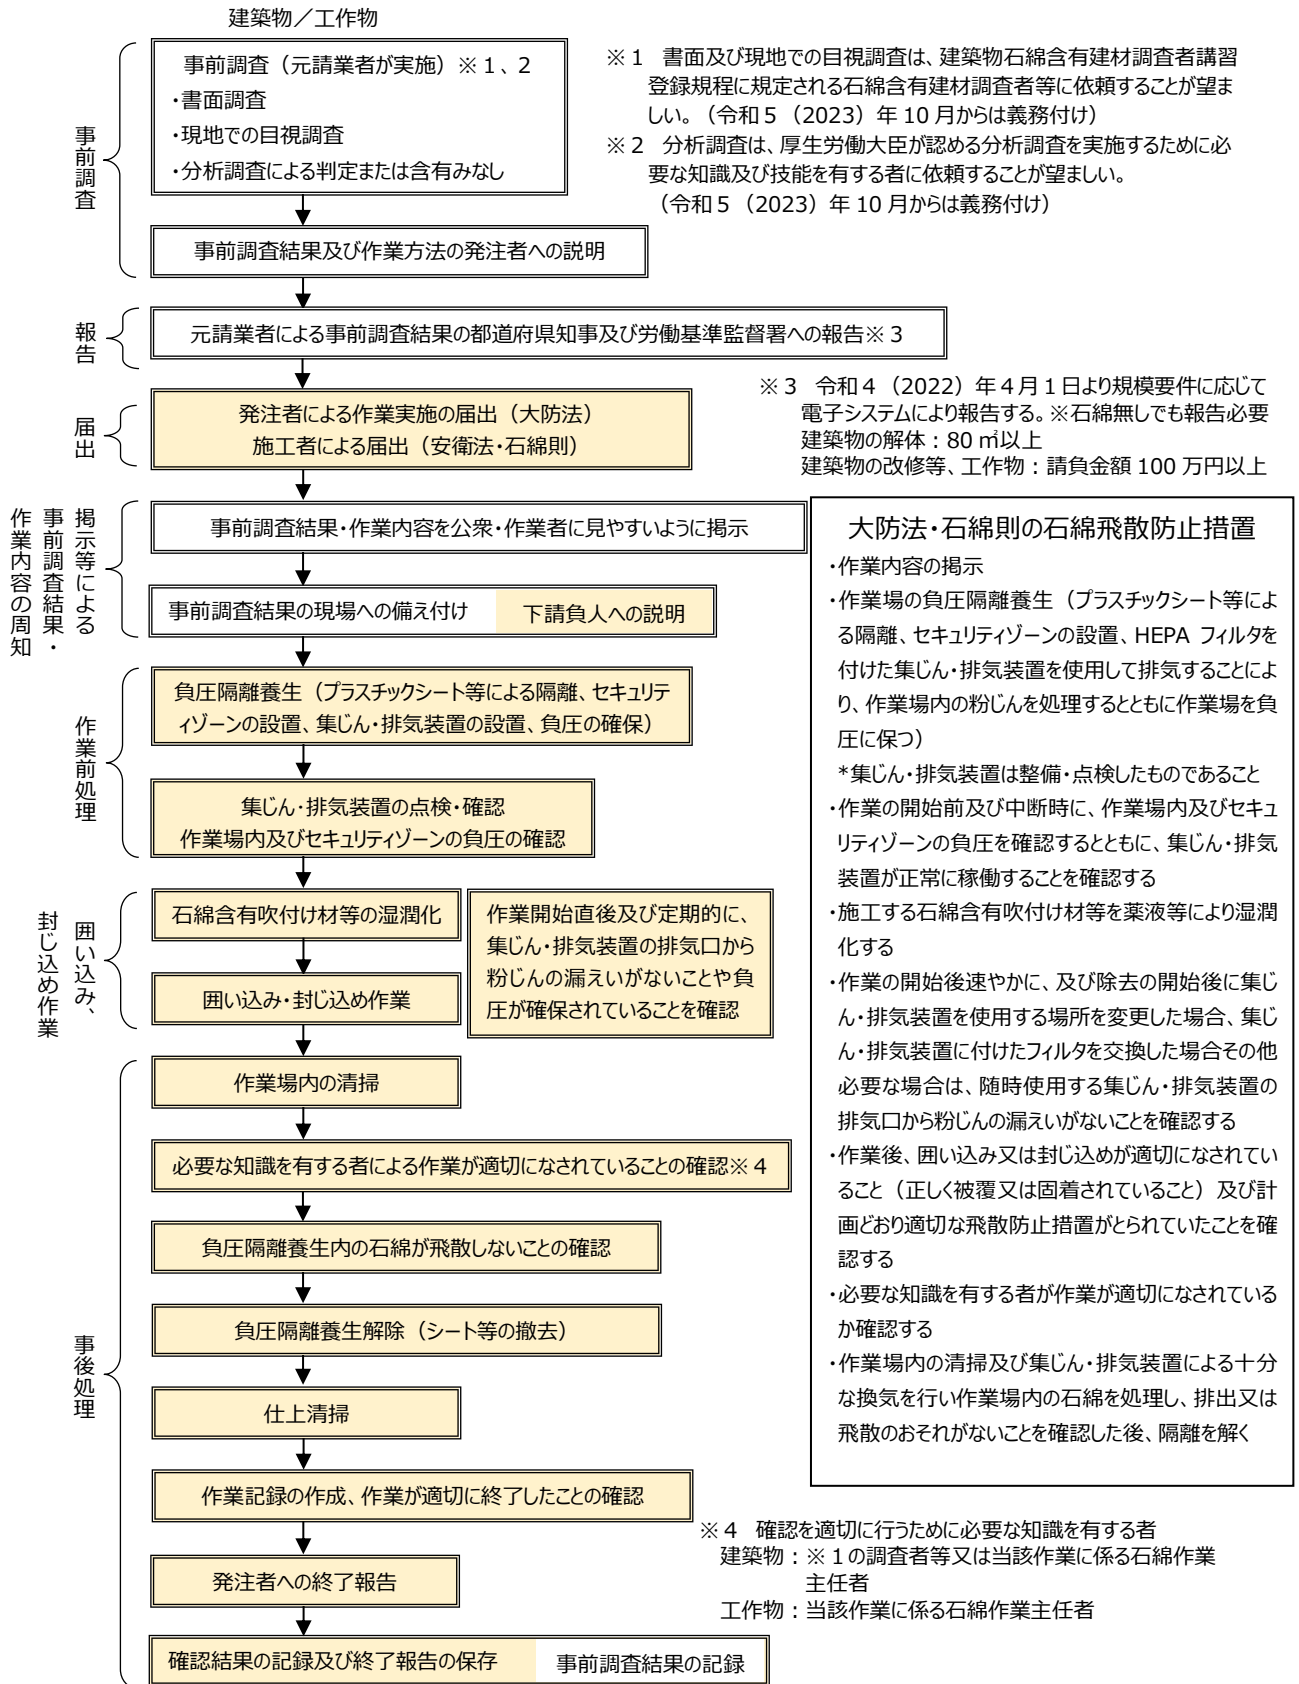 建築物／工作物
事前調査
事前調査（元請業者が実施）※１、２
・書面調査
・現地での目視調査
・分析調査による判定または含有みなし
※１　書面及び現地での目視調査は、建築物石綿含有建材調査者講習
登録規程に規定される石綿含有建材調査者等に依頼することが望ま
しい。（令和５（2023）年 10 月からは義務付け）
※２　分析調査は、厚生労働大臣が認める分析調査を実施するために必
要な知識及び技能を有する者に依頼することが望ましい。
（令和５（2023）年 10 月からは義務付け）
事前調査結果及び作業方法の発注者への説明
報告
元請業者による事前調査結果の都道府県知事及び労働基準監督署への報告※３
※３　令和４（2022）年４月１日より規模要件に応じて
電子システムにより報告する。※石綿無しでも報告必要
建築物の解体：80 ㎡以上
建築物の改修等、工作物：請負金額 100 万円以上
届出
発注者による作業実施の届出（大防法）
施工者による届出（安衛法・石綿則）
掲示等による
事前調査結果・
作業内容の周知
事前調査結果・作業内容を公衆・作業者に見やすいように掲示
事前調査結果の現場への備え付け　下請負人への説明
作業前処理
負圧隔離養生（プラスチックシート等による隔離、セキュリテ
ィゾーンの設置、集じん・排気装置の設置、負圧の確保）
集じん・排気装置の点検・確認
作業場内及びセキュリティゾーンの負圧の確認
囲い込み、
封じ込め作業
石綿含有吹付け材等の湿潤化
囲い込み・封じ込め作業
作業開始直後及び定期的に、
集じん・排気装置の排気口から
粉じんの漏えいがないことや負
圧が確保されていることを確認
事後処理
作業場内の清掃
必要な知識を有する者による作業が適切になされていることの確認※４
負圧隔離養生内の石綿が飛散しないことの確認
負圧隔離養生解除（シート等の撤去）
仕上清掃
作業記録の作成、作業が適切に終了したことの確認
発注者への終了報告
確認結果の記録及び終了報告の保存　事前調査結果の記録
大防法・石綿則の石綿飛散防止措置
・作業内容の掲示
・作業場の負圧隔離養生（プラスチックシート等によ
る隔離、セキュリティゾーンの設置、HEPA フィルタを
付けた集じん・排気装置を使用して排気することによ
り、作業場内の粉じんを処理するとともに作業場を負
圧に保つ）
*集じん・排気装置は整備・点検したものであること
・作業の開始前及び中断時に、作業場内及びセキュ
リティゾーンの負圧を確認するとともに、集じん・排気
装置が正常に稼働することを確認する
・施工する石綿含有吹付け材等を薬液等により湿潤
化する
・作業の開始後速やかに、及び除去の開始後に集じ
ん・排気装置を使用する場所を変更した場合、集じ
ん・排気装置に付けたフィルタを交換した場合その他
必要な場合は、随時使用する集じん・排気装置の
排気口から粉じんの漏えいがないことを確認する
・作業後、囲い込み又は封じ込めが適切になされてい
ること（正しく被覆又は固着されていること）及び計
画どおり適切な飛散防止措置がとられていたことを確
認する
・必要な知識を有する者が作業が適切になされている
か確認する
・作業場内の清掃及び集じん・排気装置による十分
な換気を行い作業場内の石綿を処理し、排出又は
飛散のおそれがないことを確認した後、隔離を解く
※４　確認を適切に行うために必要な知識を有する者
建築物：※１の調査者等又は当該作業に係る石綿作業
主任者
工作物：当該作業に係る石綿作業主任者